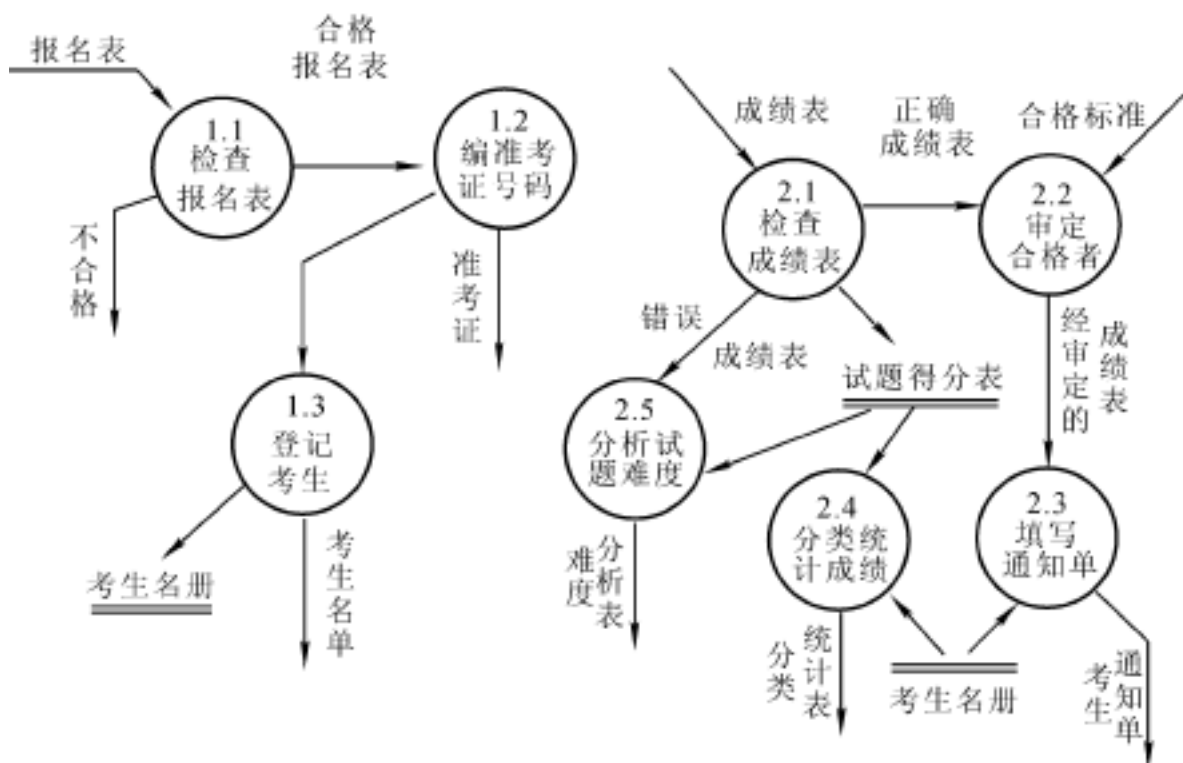 报名表
合格
报名表
1.1
检查
报名表
1.2
编准考
证号码
不合格
准考证
1.3
登记
考生
考生名册
考生名单
成绩表
正确
成绩表
合格标准
2.1
检查
成绩表
2.2
审定
合格者
错误
成绩表
试题得分表
经审定的
成绩表
2.5
分析试
题难度
2.4
分类统
计成绩
2.3
填写
通知单
难度
分析表
分类
统计表
考生名册
考生
通知单